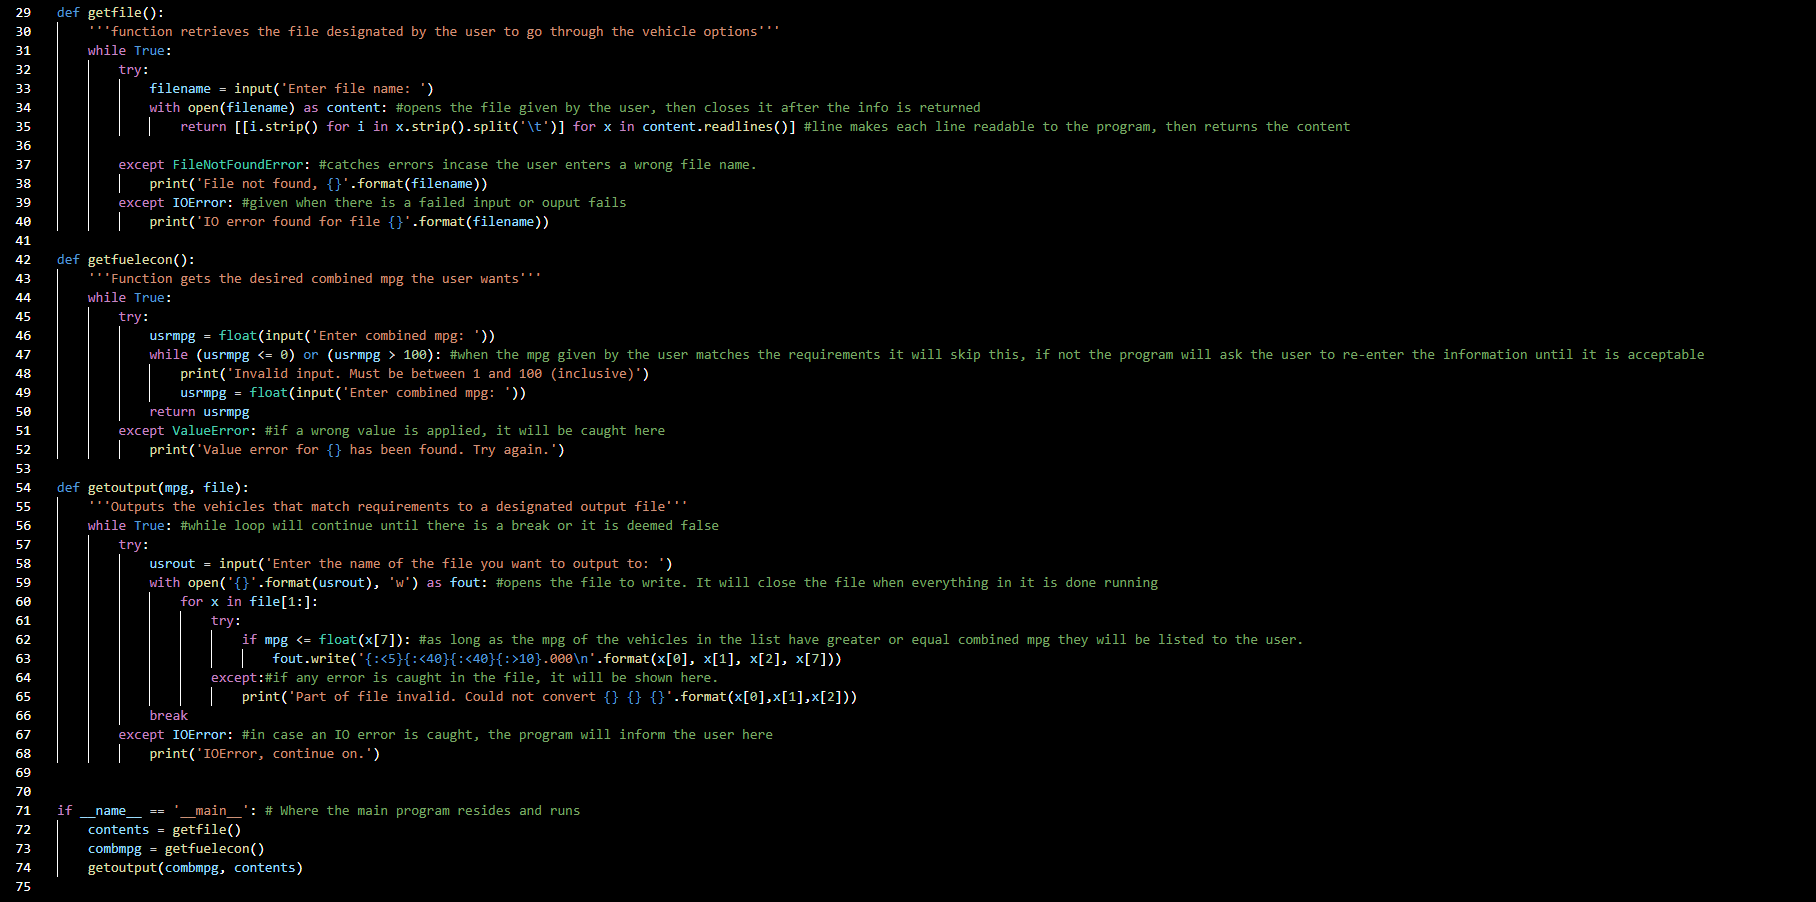 29 def getfile():
30 '''function retrieves the file designated by the user to go through the vehicle options'''
31 while True:
32 try:
33 filename = input('Enter file name: ')
34 with open(filename) as content: #opens the file given by the user, then closes it after the info is returned
35 return [[i.strip() for i in x.strip().split('\t')] for x in content.readlines()] #line makes each line readable to the program, then returns the content
36
37 except FileNotFoundError: #catches errors incase the user enters a wrong file name.
38 print('File not found, {}'.format(filename))
39 except IOError: #given when there is a failed input or ouput fails
40 print('IO error found for file {}'.format(filename))
41
42 def getfuelecon():
43 '''Function gets the desired combined mpg the user wants'''
44 while True:
45 try:
46 usrmpg = float(input('Enter combined mpg: '))
47 while (usrmpg <= 0) or (usrmpg > 100): #when the mpg given by the user matches the requirements it will skip this, if not the program will ask the user to re-enter the information until it is acceptable
48 print('Invalid input. Must be between 1 and 100 (inclusive)')
49 usrmpg = float(input('Enter combined mpg: '))
50 return usrmpg
51 except ValueError: #if a wrong value is applied, it will be caught here
52 print('Value error for {} has been found. Try again.')
53
54 def getoutput(mpg, file):
55 '''Outputs the vehicles that match requirements to a designated output file'''
56 while True: #while loop will continue until there is a break or it is deemed false
57 try:
58 usrout = input('Enter the name of the file you want to output to: ')
59 with open('{}'.format(usrout), 'w') as fout: #opens the file to write. It will close the file when everything in it is done running
60 for x in file[1:]:
61 try:
62 if mpg <= float(x[7]): #as long as the mpg of the vehicles in the list have greater or equal combined mpg they will be listed to the user.
63 fout.write('{:<5}{:<40}{:<40}{:>10}.000\n'.format(x[0], x[1], x[2], x[7]))
64 except:#if any error is caught in the file, it will be shown here.
65 print('Part of file invalid. Could not convert {} {} {}'.format(x[0],x[1],x[2]))
66 break
67 except IOError: #in case an IO error is caught, the program will inform the user here
68 print('IOError, continue on.')
69
70
71 if __name__ == '__main__': # Where the main program resides and runs
72 contents = getfile()
73 combmpg = getfuelecon()
74 getoutput(combmpg, contents)
75